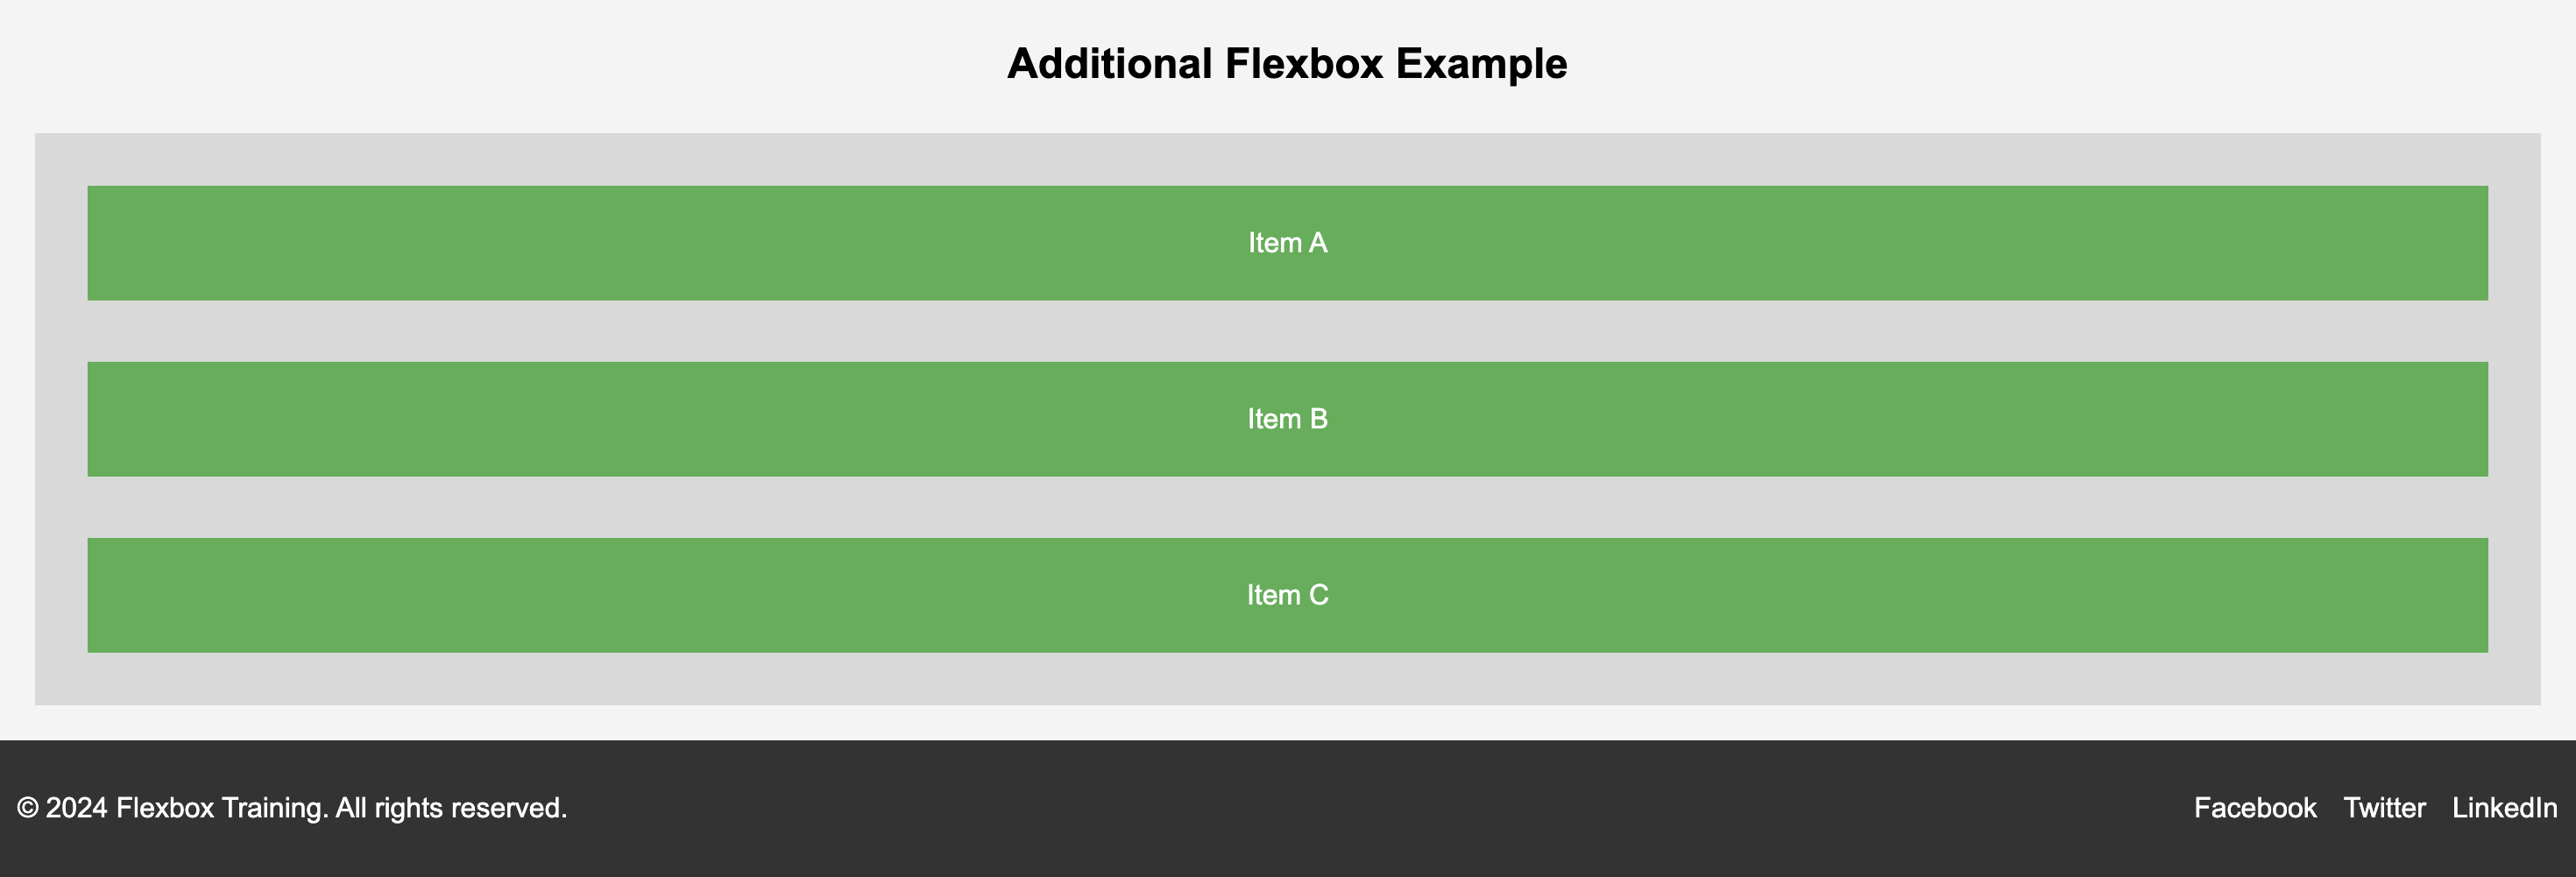 Additional Flexbox Example
Item A
Item B
Item C
© 2024 Flexbox Training. All rights reserved.
Facebook Twitter LinkedIn